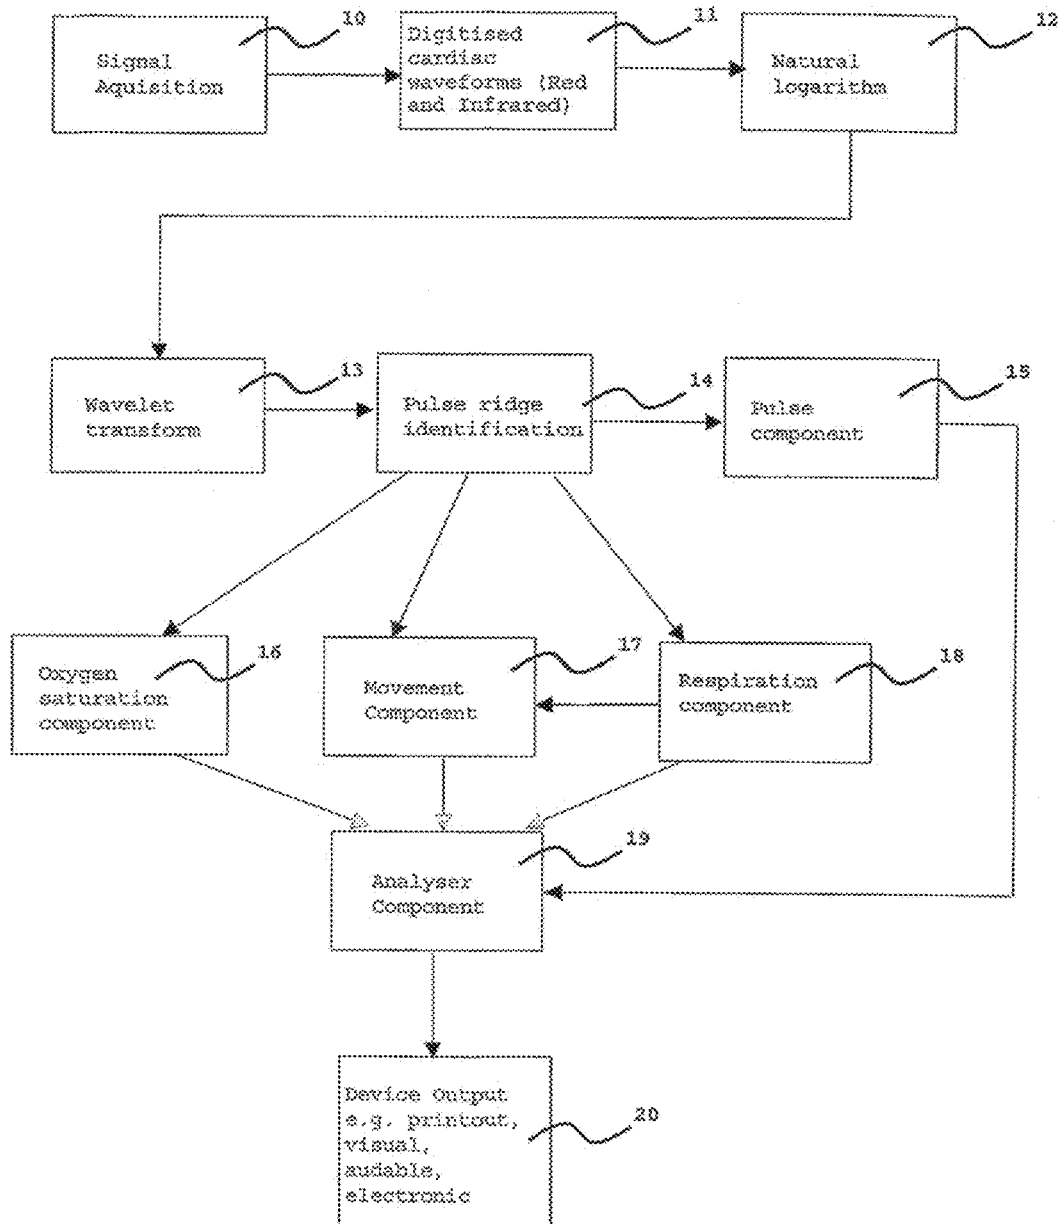 10
Signal
Aquisition
11
Digitised
cardisc
waveforms (Red
and Infrared)
12
Natural
logarithm
13
Wavelet
transform
14
Pulse ridge
identification
15
Pulse
component
16
Oxygen
saturation
component
17
Movement
Component
18
Respiration
component
19
Analyser
Component
20
Device Output
e.g. printout,
visual,
audable,
electronic